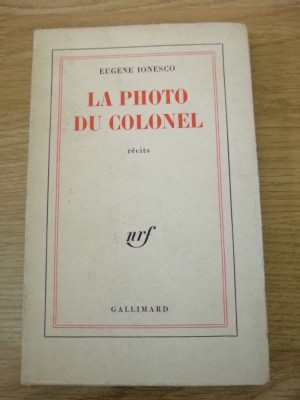 EUGÈNE IONESCO
LA PHOTO
DU COLONEL
récits
nrf
GALLIMARD